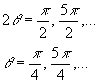 2θ = π/2, 5π/2, ...
θ = π/4, 5π/4, ...